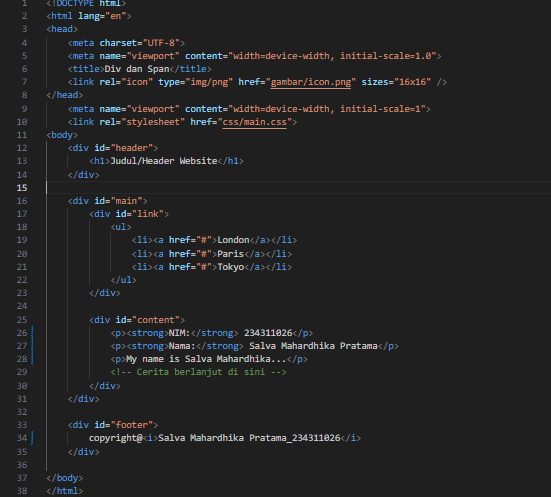 1 <!DOCTYPE html>
2 <html lang="en">
3 <head>
4 <meta charset="UTF-8">
5 <meta name="viewport" content="width=device-width, initial-scale=1.0">
6 <title>Div dan Span</title>
7 <link rel="icon" type="img/png" href="gambar/icon.png" sizes="16x16" />
8 </head>
9 <meta name="viewport" content="width=device-width, initial-scale=1">
10 <link rel="stylesheet" href="css/main.css">
11 <body>
12 <div id="header">
13 <h1>Judul/Header Website</h1>
14 </div>
15
16 <div id="main">
17 <div id="link">
18 <ul>
19 <li><a href="#">London</a></li>
20 <li><a href="#">Paris</a></li>
21 <li><a href="#">Tokyo</a></li>
22 </ul>
23 </div>
24
25 <div id="content">
26 <p><strong>NIM:</strong> 234311026</p>
27 <p><strong>Nama:</strong> Salva Mahardhika Pratama</p>
28 <p>My name is Salva Mahardhika...</p>
29 <!-- Cerita berlanjut di sini -->
30 </div>
31 </div>
32
33 <div id="footer">
34 copyright@<i>Salva Mahardhika Pratama_234311026</i>
35 </div>
36
37 </body>
38 </html>